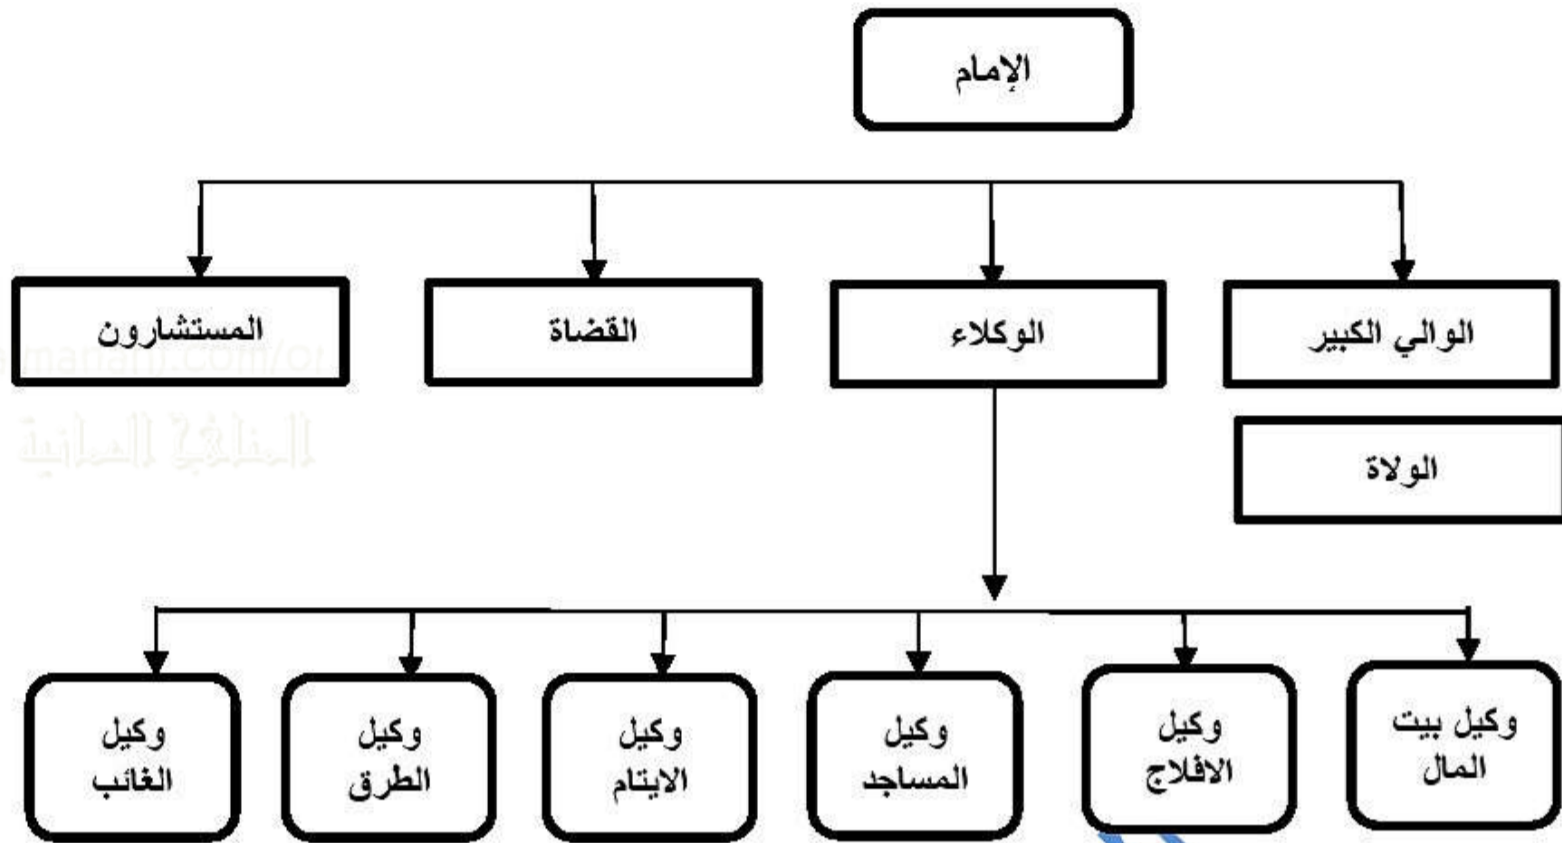 الإمام
الوالي الكبير
الوكلاء
القضاة
المستشارون
الولاة
وكيل بيت
المال
وكيل
الافلاج
وكيل
المساجد
وكيل
الايتام
وكيل
الطرق
وكيل
الغائب